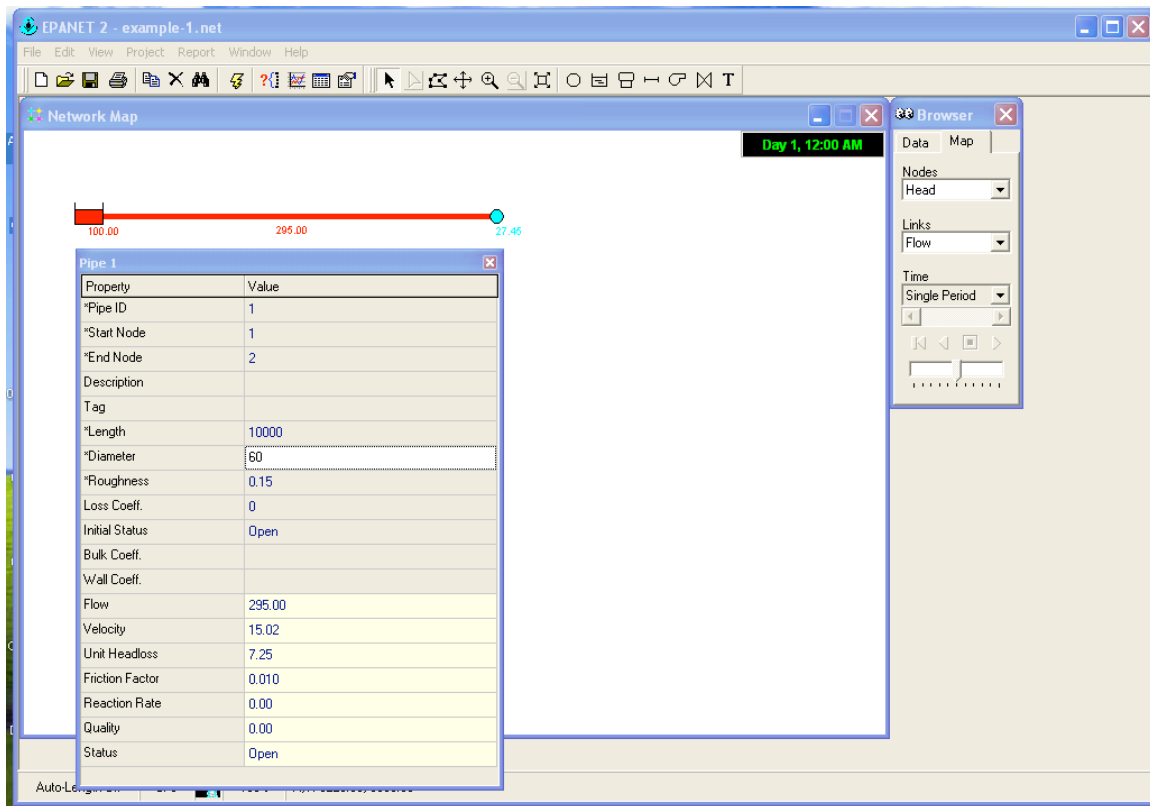 EPANET 2 - example-1.net
File Edit View Project Report Window Help
T
Network Map
Day 1, 12:00 AM
100.00 295.00 27.45
Browser
Data Map
Nodes
Head
Links
Flow
Time
Single Period
Pipe 1
Property Value
*Pipe ID 1
*Start Node 1
*End Node 2
Description
Tag
*Length 10000
*Diameter 60
*Roughness 0.15
Loss Coeff. 0
Initial Status Open
Bulk Coeff.
Wall Coeff.
Flow 295.00
Velocity 15.02
Unit Headloss 7.25
Friction Factor 0.010
Reaction Rate 0.00
Quality 0.00
Status Open